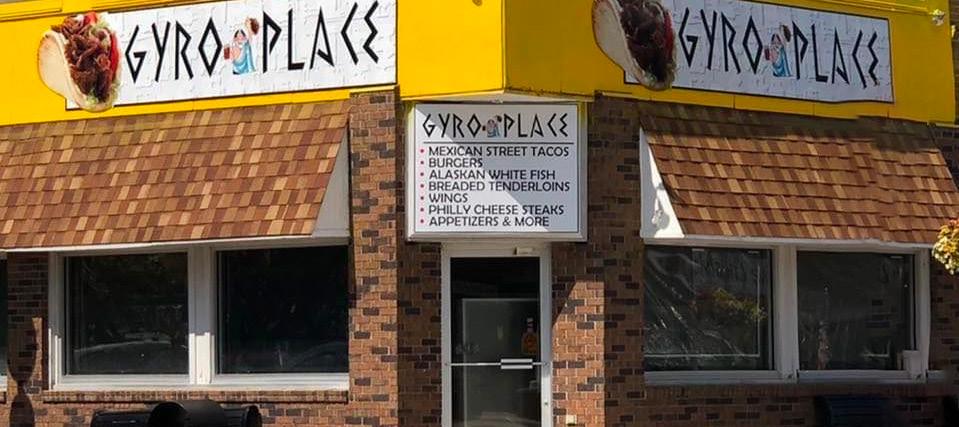 GYRO PLACE
GYRO PLACE
GYRO PLACE
• MEXICAN STREET TACOS
• BURGERS
• ALASKAN WHITE FISH
• BREADED TENDERLOINS
• WINGS
• PHILLY CHEESE STEAKS
• APPETIZERS & MORE